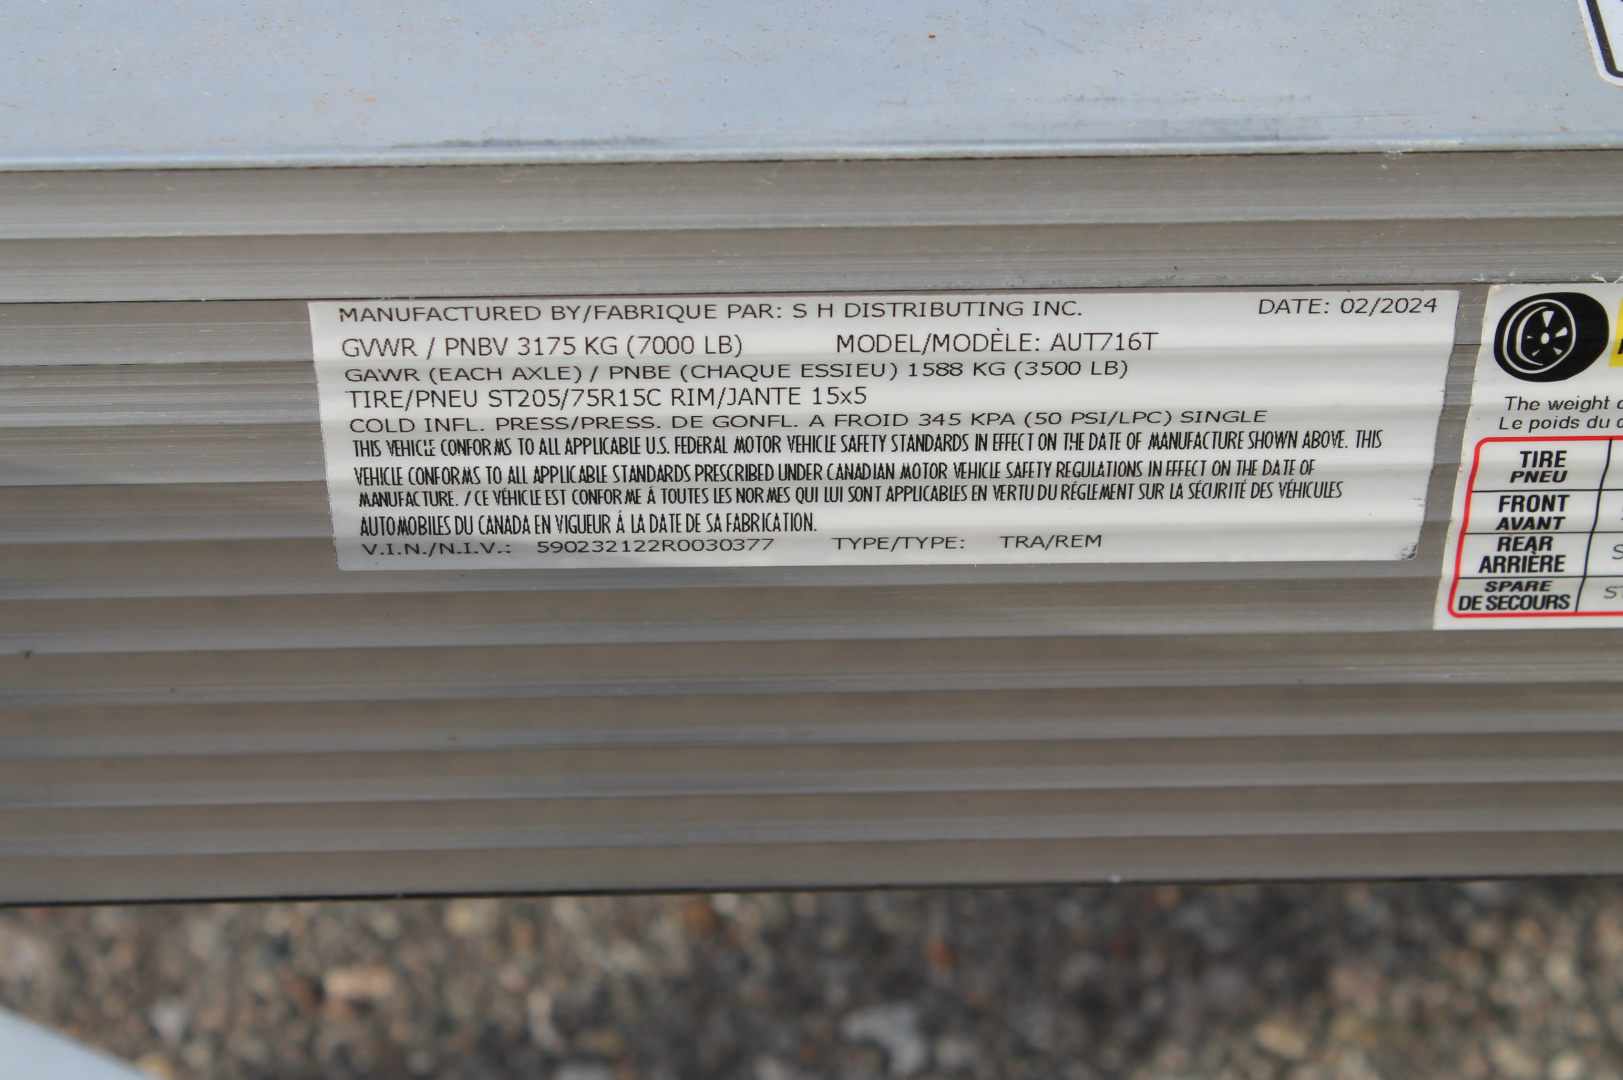 MANUFACTURED BY/FABRIQUE PAR: S H DISTRIBUTING INC. DATE: 02/2024
GVWR / PNBV 3175 KG (7000 LB) MODEL/MODÈLE: AUT716T
GAWR (EACH AXLE) / PNBE (CHAQUE ESSIEU) 1588 KG (3500 LB)
TIRE/PNEU ST205/75R15C RIM/JANTE 15x5
COLD INFL. PRESS/PRESS. DE GONFL. A FROID 345 KPA (50 PSI/LPC) SINGLE
THIS VEHICLE CONFORMS TO ALL APPLICABLE U.S. FEDERAL MOTOR VEHICLE SAFETY STANDARDS IN EFFECT ON THE DATE OF MANUFACTURE SHOWN ABOVE. THIS
VEHICLE CONFORMS TO ALL APPLICABLE STANDARDS PRESCRIBED UNDER CANADIAN MOTOR VEHICLE SAFETY REGULATIONS IN EFFECT ON THE DATE OF
MANUFACTURE. / CE VÉHICLE EST CONFORME Á TOUTES LES NORMES QUI LUI SONT APPLICABLES EN VERTU DU RÉGLEMENT SUR LA SÉCURITÉ DES VÉHICULES
AUTOMOBILES DU CANADA EN VIGUEUR Á LA DATE DE SA FABRICATION.
V.I.N./N.I.V.: 590232122R0030377 TYPE/TYPE: TRA/REM
The weight
Le poids du
TIRE
PNEU
FRONT
AVANT
REAR
ARRIÈRE
SPARE
DE SECOURS